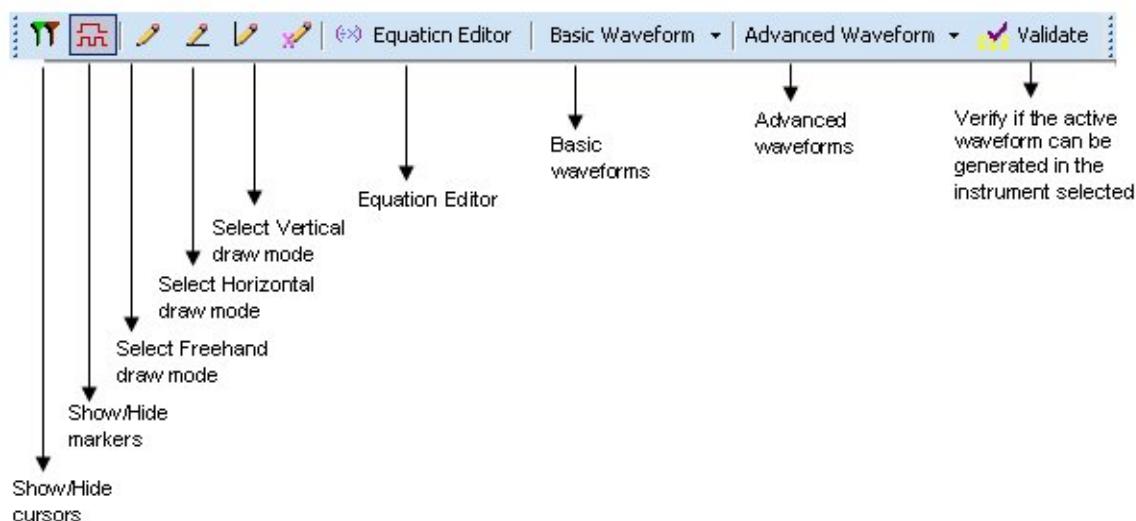 Equation Editor
Basic Waveform
Advanced Waveform
Validate
Verify if the active
waveform can be
generated in the
instrument selected
Advanced
waveforms
Basic
waveforms
Equation Editor
Select Vertical
draw mode
Select Horizontal
draw mode
Select Freehand
draw mode
Show/Hide
markers
Show/Hide
cursors